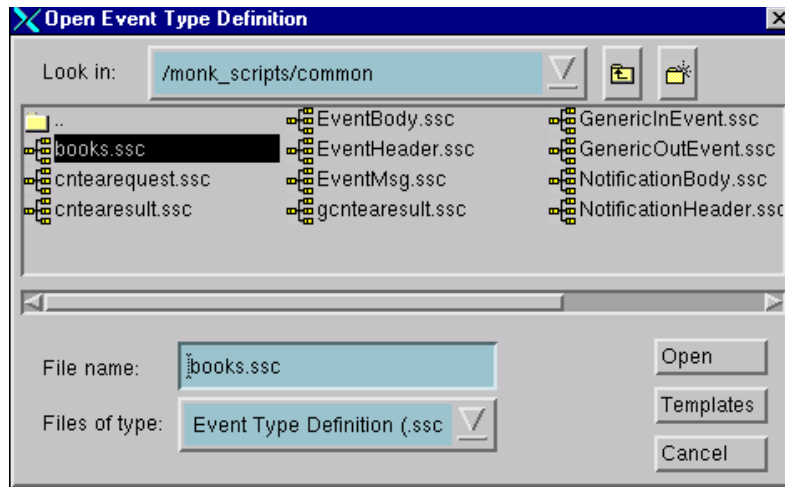 Open Event Type Definition
Look in: /monk_scripts/common
.. EventBody.ssc GenericInEvent.ssc
books.ssc EventHeader.ssc GenericOutEvent.ssc
cntearequest.ssc EventMsg.ssc NotificationBody.ssc
cntearesult.ssc gcntearesult.ssc NotificationHeader.ssc
File name: books.ssc Open
Files of type: Event Type Definition (.ssc Templates
Cancel